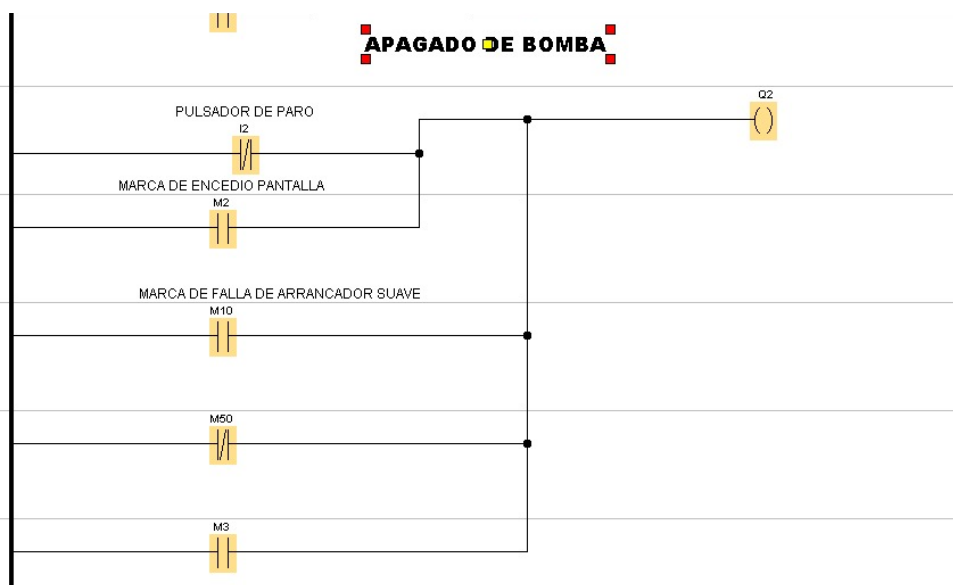 APAGADO DE BOMBA
Q2
PULSADOR DE PARO
I2
MARCA DE ENCEDIO PANTALLA
M2
MARCA DE FALLA DE ARRANCADOR SUAVE
M10
M50
M3